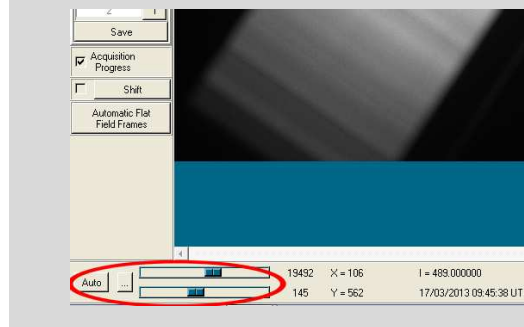 2
Save
Acquisition
Progress
Shift
Automatic Flat
Field Frames
Auto
...
19492 X = 106 I = 489.000000
145 Y = 562 17/03/2013 09:45:38 UT